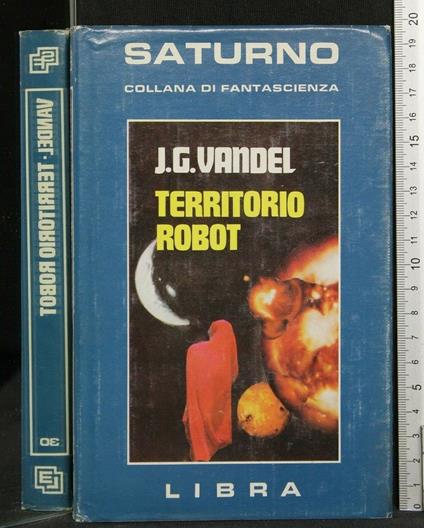 VANDEL · TERRITORIO ROBOT
30
SATURNO
COLLANA DI FANTASCIENZA
J.G. VANDEL
TERRITORIO
ROBOT
LIBRA